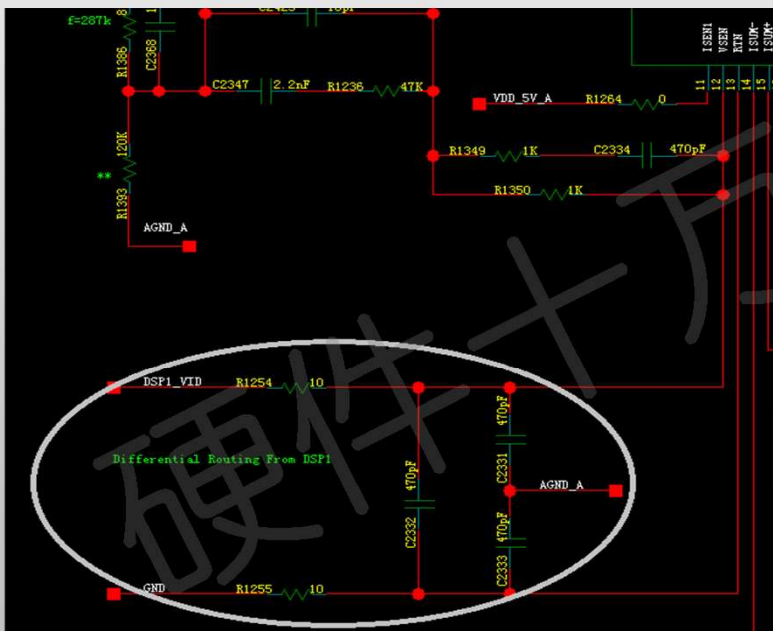 f=287k
R1386
C2368
C2347
2.2nF
R1236
47K
ISEN1
VSEN
RTN
ISUM-
ISUM+
11
12
13
14
15
VDD_5V_A
R1264
0
R1349
1K
C2334
470pF
R1350
1K
120K
**
R1393
AGND_A
DSP1_VID
R1254
10
470pF
C2331
Differential Routing From DSP1
AGND_A
470pF
C2332
470pF
C2333
GND
R1255
10
硬件十万